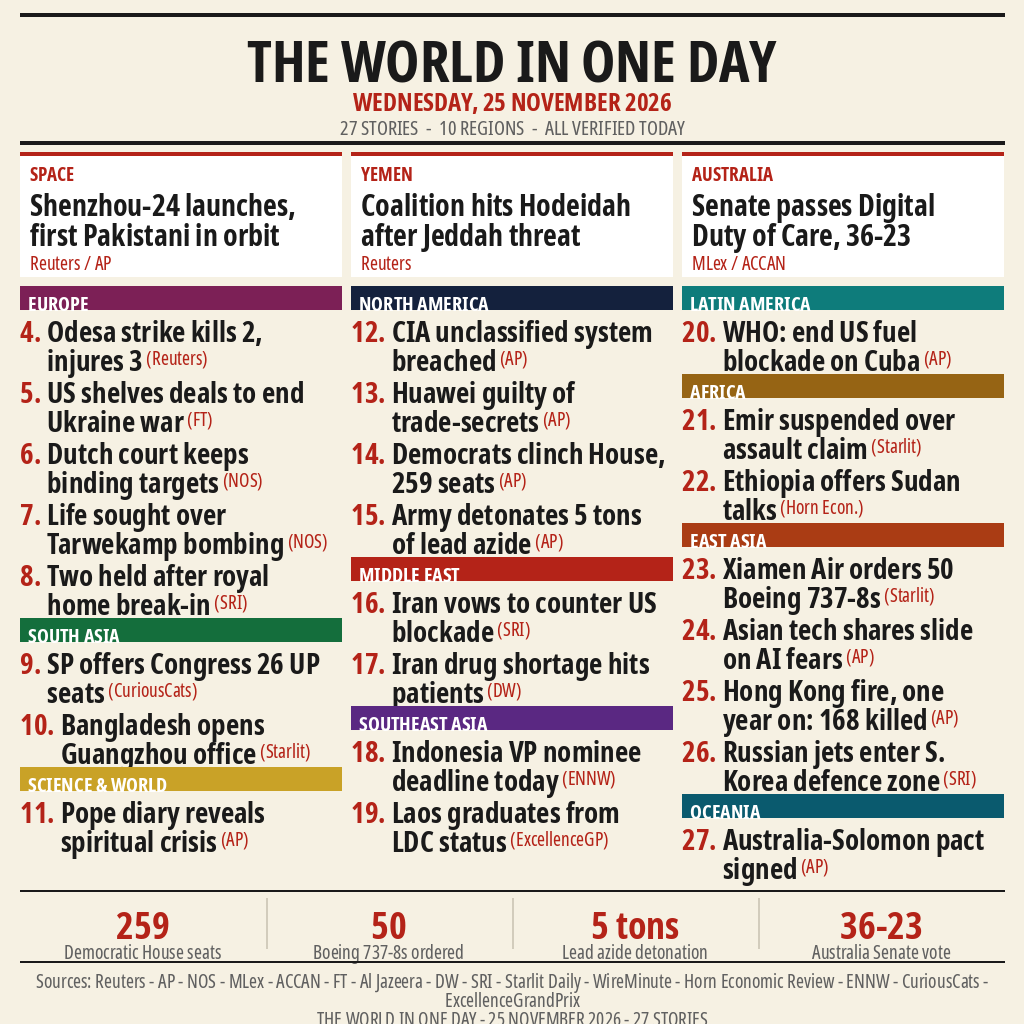 THE WORLD IN ONE DAY
WEDNESDAY, 25 NOVEMBER 2026
27 STORIES - 10 REGIONS - ALL VERIFIED TODAY
SPACE
Shenzhou-24 launches,
first Pakistani in orbit
Reuters / AP
YEMEN
Coalition hits Hodeidah
after Jeddah threat
Reuters
AUSTRALIA
Senate passes Digital
Duty of Care, 36-23
MLex / ACCAN
EUROPE
4. Odesa strike kills 2,
injures 3 (Reuters)
5. US shelves deals to end
Ukraine war (FT)
6. Dutch court keeps
binding targets (NOS)
7. Life sought over
Tarwekamp bombing (NOS)
8. Two held after royal
home break-in (SRI)
SOUTH ASIA
9. SP offers Congress 26 UP
seats (CuriousCats)
10. Bangladesh opens
Guangzhou office (Starlit)
SCIENCE & WORLD
11. Pope diary reveals
spiritual crisis (AP)
NORTH AMERICA
12. CIA unclassified system
breached (AP)
13. Huawei guilty of
trade-secrets (AP)
14. Democrats clinch House,
259 seats (AP)
15. Army detonates 5 tons
of lead azide (AP)
MIDDLE EAST
16. Iran vows to counter US
blockade (SRI)
17. Iran drug shortage hits
patients (DW)
SOUTHEAST ASIA
18. Indonesia VP nominee
deadline today (ENNW)
19. Laos graduates from
LDC status (ExcellenceGP)
LATIN AMERICA
20. WHO: end US fuel
blockade on Cuba (AP)
AFRICA
21. Emir suspended over
assault claim (Starlit)
22. Ethiopia offers Sudan
talks (Horn Econ.)
EAST ASIA
23. Xiamen Air orders 50
Boeing 737-8s (Starlit)
24. Asian tech shares slide
on AI fears (AP)
25. Hong Kong fire, one
year on: 168 killed (AP)
26. Russian jets enter S.
Korea defence zone (SRI)
OCEANIA
27. Australia-Solomon pact
signed (AP)
259
Democratic House seats
50
Boeing 737-8s ordered
5 tons
Lead azide detonation
36-23
Australia Senate vote
Sources: Reuters - AP - NOS - MLex - ACCAN - FT - Al Jazeera - DW - SRI - Starlit Daily - WireMinute - Horn Economic Review - ENNW - CuriousCats -
ExcellenceGrandPrix
THE WORLD IN ONE DAY - 25 NOVEMBER 2026 - 27 STORIES